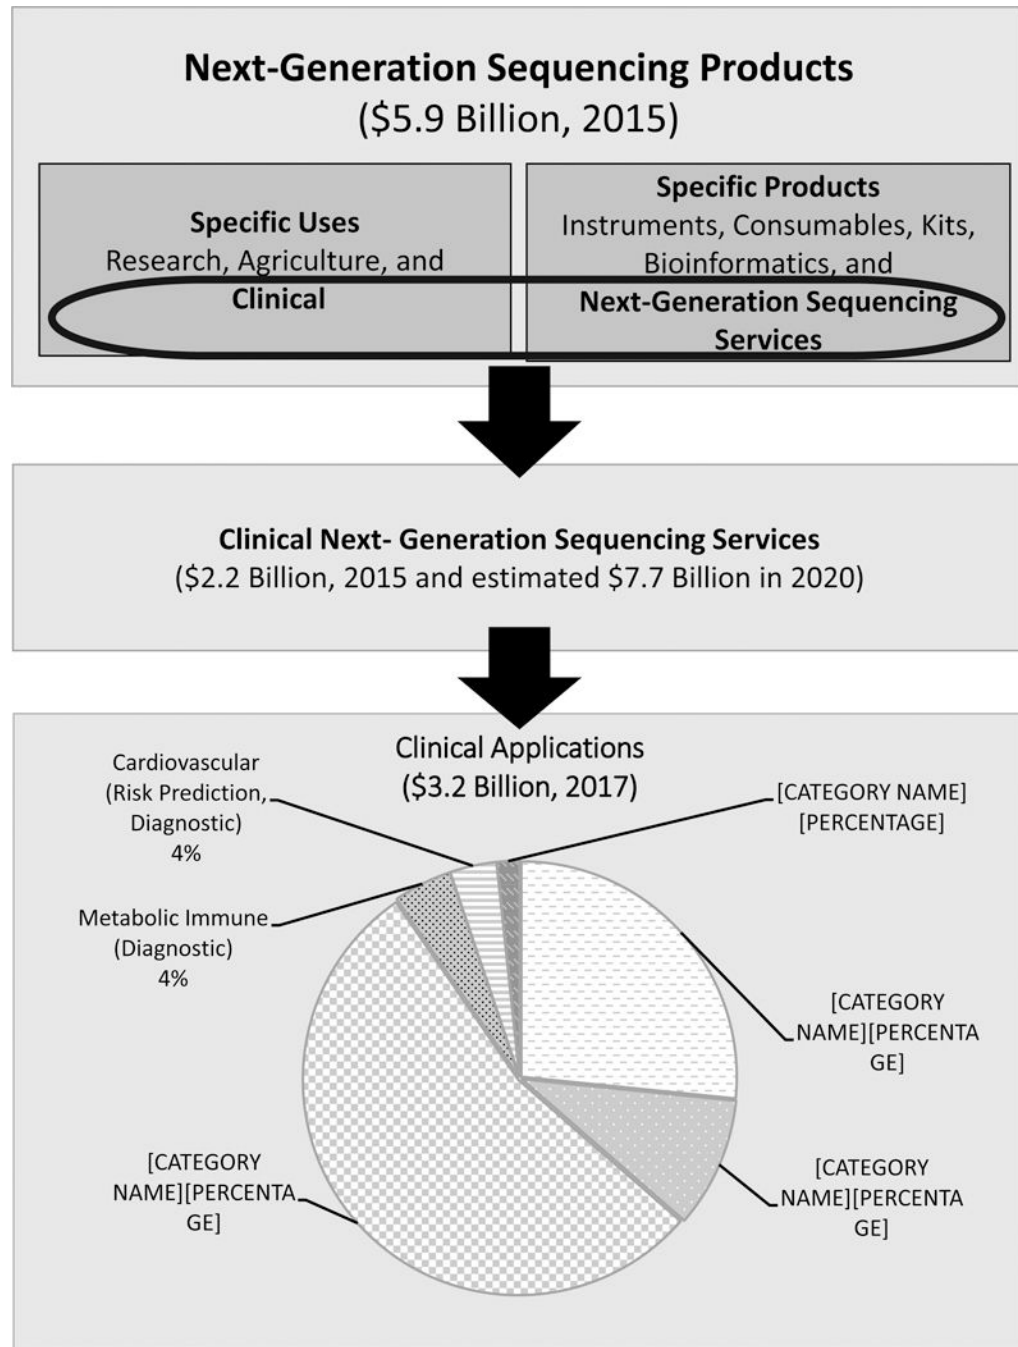 Next-Generation Sequencing Products
($5.9 Billion, 2015)
Specific Uses
Research, Agriculture, and
Clinical
Specific Products
Instruments, Consumables, Kits,
Bioinformatics, and
Next-Generation Sequencing
Services
Clinical Next- Generation Sequencing Services
($2.2 Billion, 2015 and estimated $7.7 Billion in 2020)
Clinical Applications
($3.2 Billion, 2017)
Cardiovascular
(Risk Prediction,
Diagnostic)
4%
[CATEGORY NAME]
[PERCENTAGE]
Metabolic Immune
(Diagnostic)
4%
[CATEGORY
NAME][PERCENTA
GE]
[CATEGORY
NAME][PERCENTA
GE]
[CATEGORY
NAME][PERCENTA
GE]